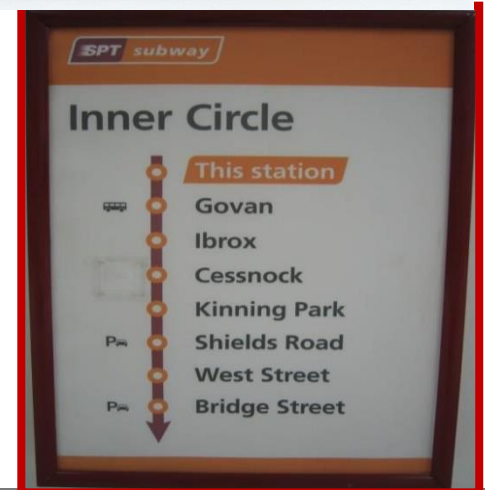 SPT subway
Inner Circle
This station
Govan
Ibrox
Cessnock
Kinning Park
P Shields Road
West Street
P Bridge Street